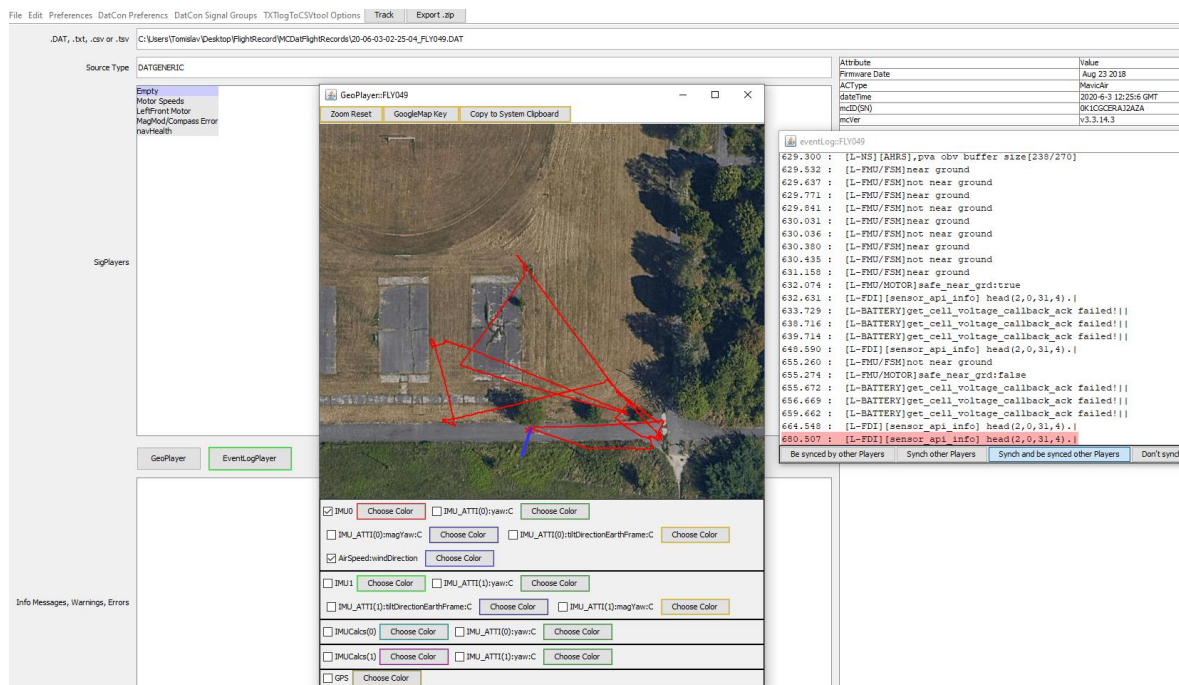 File Edit Preferences DatCon Preferencs DatCon Signal Groups TXTlogToCSVtool Options Track Export .zip
.DAT, .txt, .csv or .tsv C:\Users\Tomislav\Desktop\FlightRecord\MCDatFlightRecords\20-06-03-02-25-04_FLY049.DAT
Source Type DATGENERIC
Attribute Value
Firmware Date Aug 23 2018
ACType MavicAir
dateTime 2020-6-3 12:25:6 GMT
mcID(SN) 0K1CGCERAJ2AZA
mcVer v3.3.14.3
SigPlayers
Empty
Motor Speeds
LeftFront Motor
MagMod/Compass Error
navHealth
GeoPlayer EventLogPlayer
Info Messages, Warnings, Errors
GeoPlayer::FLY049
Zoom Reset GoogleMap Key Copy to System Clipboard
IMU0 Choose Color IMU_ATTI(0):yaw:C Choose Color
IMU_ATTI(0):magYaw:C Choose Color IMU_ATTI(0):tiltDirectionEarthFrame:C Choose Color
AirSpeed:windDirection Choose Color
IMU1 Choose Color IMU_ATTI(1):yaw:C Choose Color
IMU_ATTI(1):tiltDirectionEarthFrame:C Choose Color IMU_ATTI(1):magYaw:C Choose Color
IMUCalcs(0) Choose Color IMU_ATTI(0):yaw:C Choose Color
IMUCalcs(1) Choose Color IMU_ATTI(1):yaw:C Choose Color
GPS Choose Color
eventLog::FLY049
629.300 : [L-NS][AHRS],pva obv buffer size[238/270]
629.532 : [L-FMU/FSM]near ground
629.637 : [L-FMU/FSM]not near ground
629.771 : [L-FMU/FSM]near ground
629.841 : [L-FMU/FSM]not near ground
630.031 : [L-FMU/FSM]near ground
630.036 : [L-FMU/FSM]not near ground
630.380 : [L-FMU/FSM]near ground
630.435 : [L-FMU/FSM]not near ground
631.158 : [L-FMU/FSM]near ground
632.074 : [L-FMU/MOTOR]safe_near_grd:true
632.631 : [L-FDI][sensor_api_info] head(2,0,31,4).|
633.729 : [L-BATTERY]get_cell_voltage_callback_ack failed!||
638.716 : [L-BATTERY]get_cell_voltage_callback_ack failed!||
639.714 : [L-BATTERY]get_cell_voltage_callback_ack failed!||
648.590 : [L-FDI][sensor_api_info] head(2,0,31,4).|
655.260 : [L-FMU/FSM]not near ground
655.274 : [L-FMU/MOTOR]safe_near_grd:false
655.672 : [L-BATTERY]get_cell_voltage_callback_ack failed!||
656.669 : [L-BATTERY]get_cell_voltage_callback_ack failed!||
659.662 : [L-BATTERY]get_cell_voltage_callback_ack failed!||
664.548 : [L-FDI][sensor_api_info] head(2,0,31,4).|
680.507 : [L-FDI][sensor_api_info] head(2,0,31,4).|
Be synced by other Players Synch other Players Synch and be synced other Players Don't synch